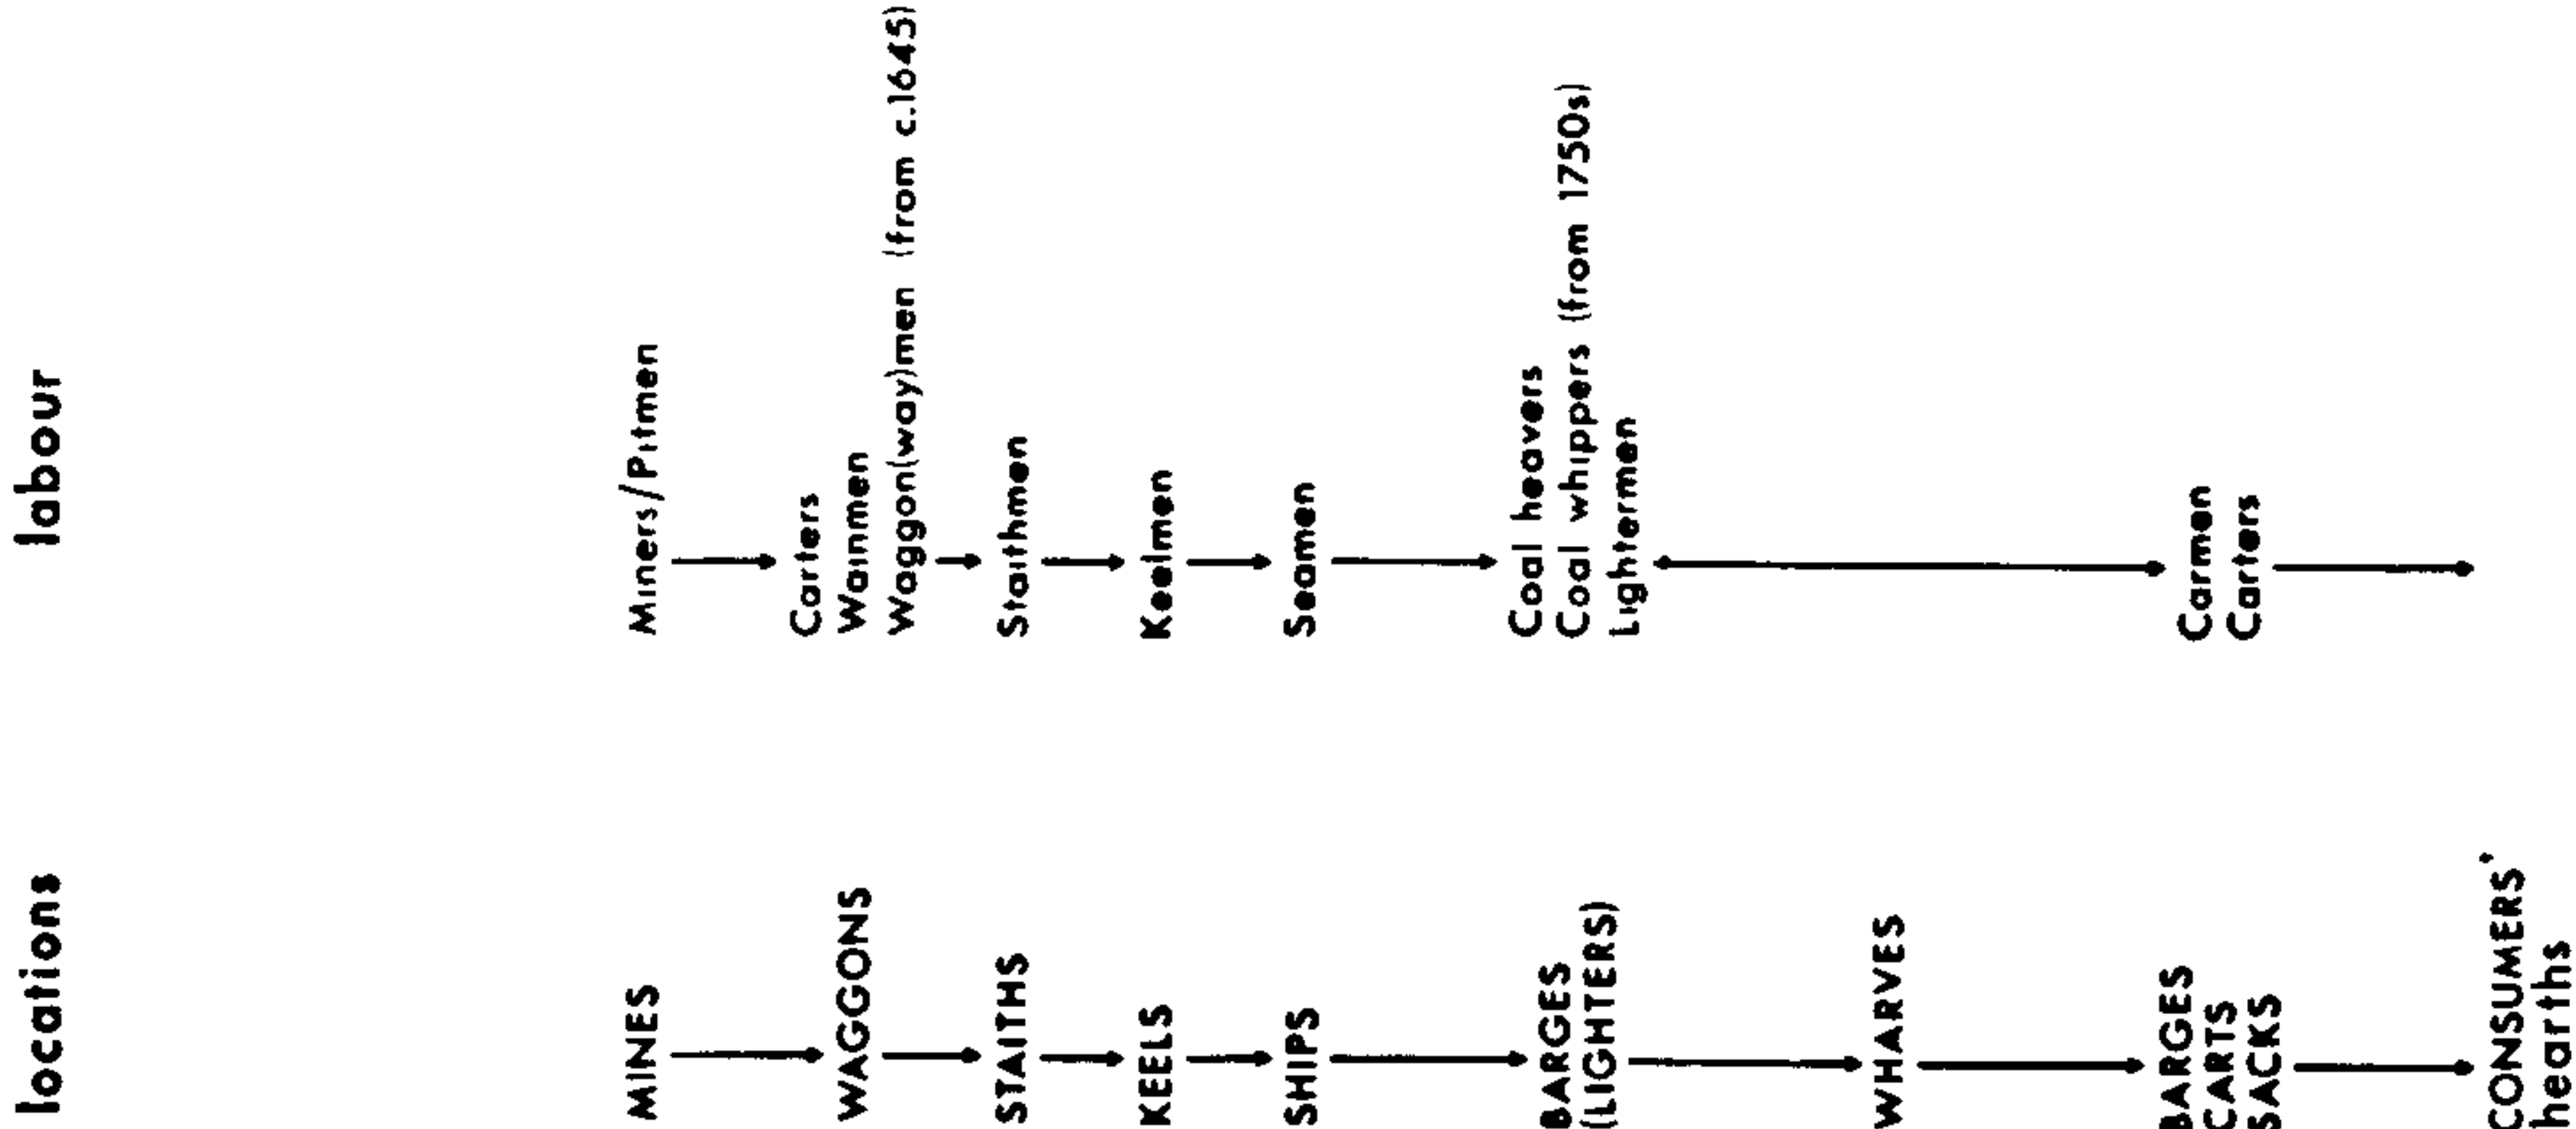 locations
labour
MINES
Miners/Pitmen
WAGGONS
Carters
Wainmen
Waggon(way)men (from c.1645)
STAITHS
Staithmen
KEELS
Keelmen
SHIPS
Seamen
BARGES
(LIGHTERS)
Coal heavers
Coal whippers (from 1750s)
Lightermen
WHARVES
BARGES
CARTS
SACKS
Carmen
Carters
CONSUMERS'
hearths